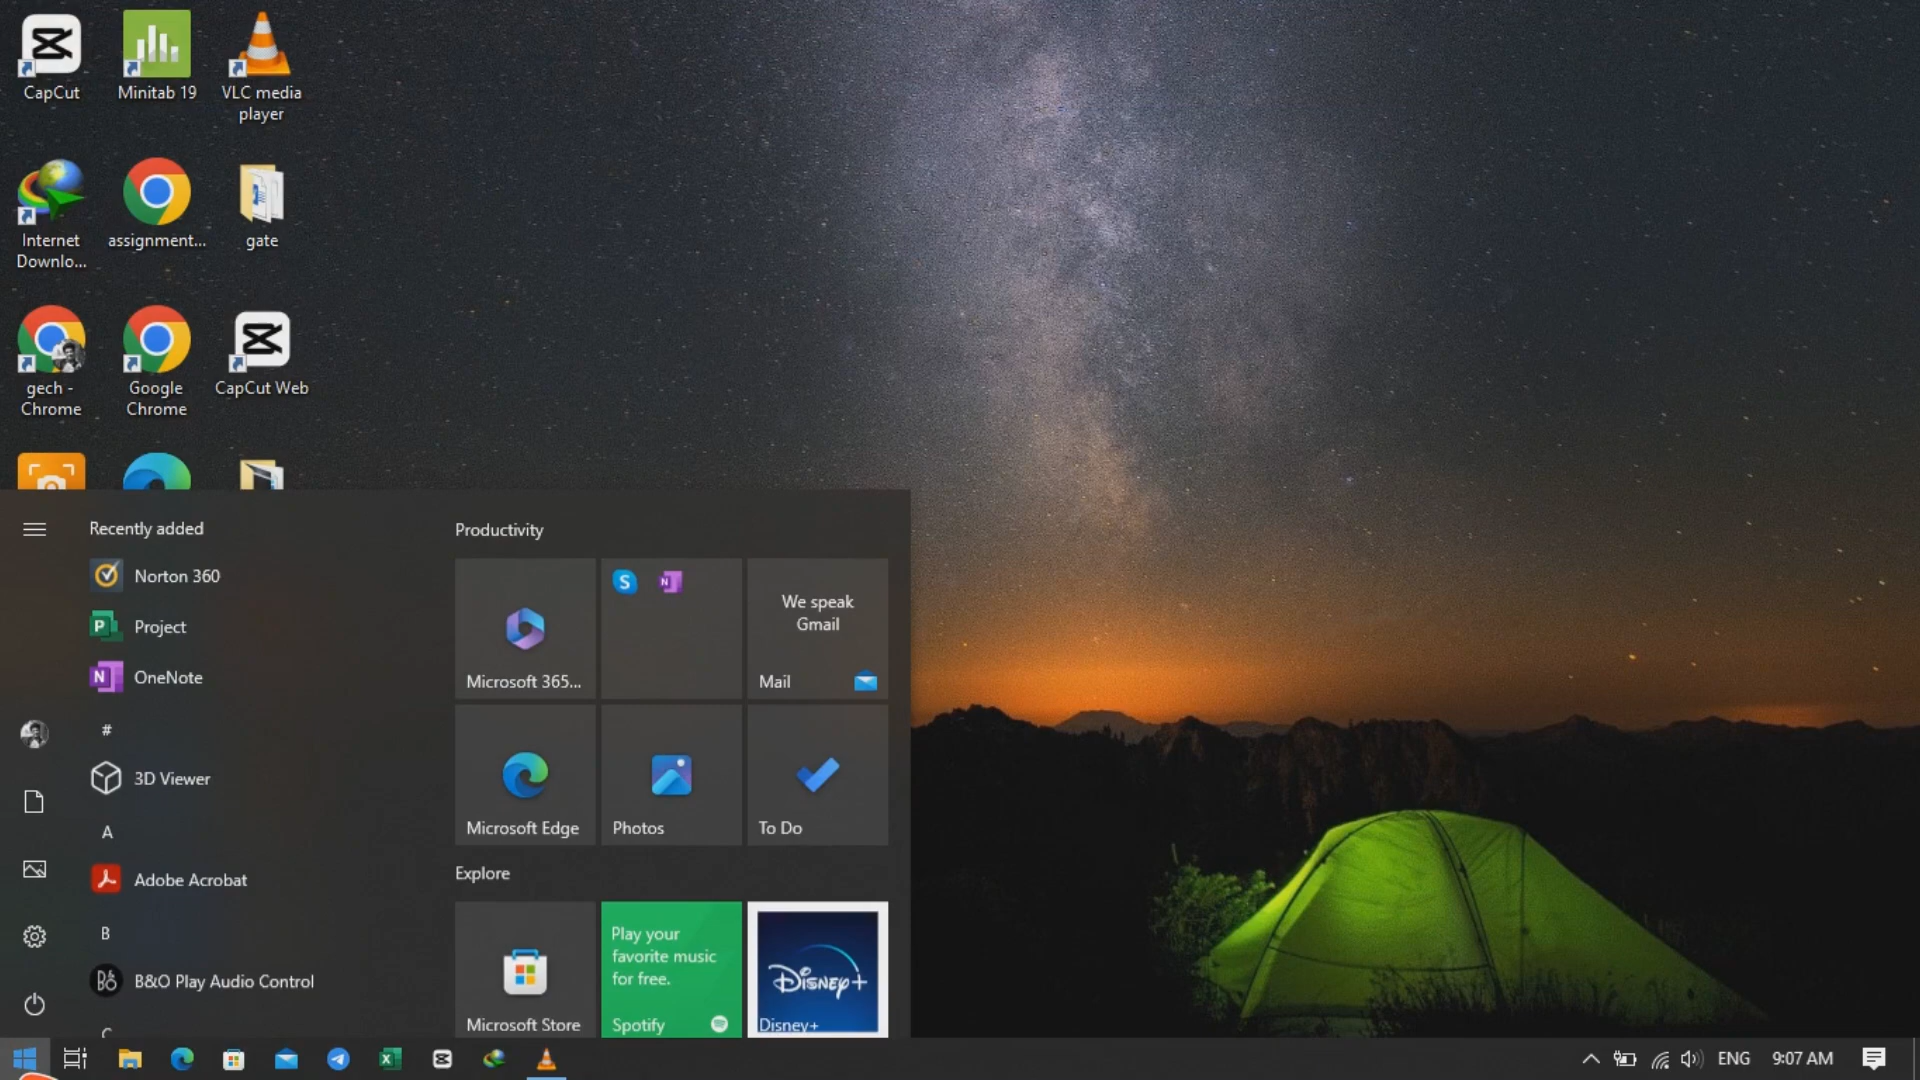 CapCut
Minitab 19
VLC media
player
Internet
Downlo...
assignment...
gate
gech -
Chrome
Google
Chrome
CapCut Web
Recently added
Norton 360
Project
OneNote
#
3D Viewer
A
Adobe Acrobat
B
B&O Play Audio Control
C
Productivity
Microsoft 365...
We speak
Gmail
Mail
Microsoft Edge
Photos
To Do
Explore
Microsoft Store
Play your
favorite music
for free.
Spotify
Disney+
Disney+
ENG
9:07 AM